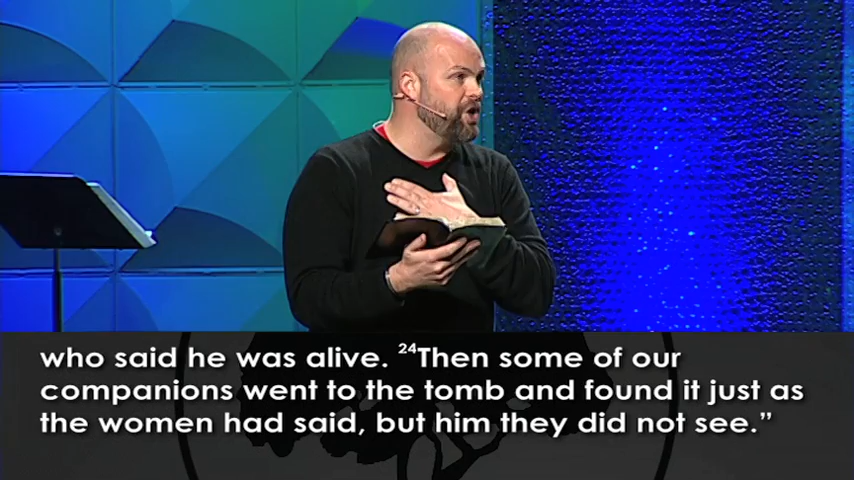 who said he was alive. ²⁴Then some of our
companions went to the tomb and found it just as
the women had said, but him they did not see.”